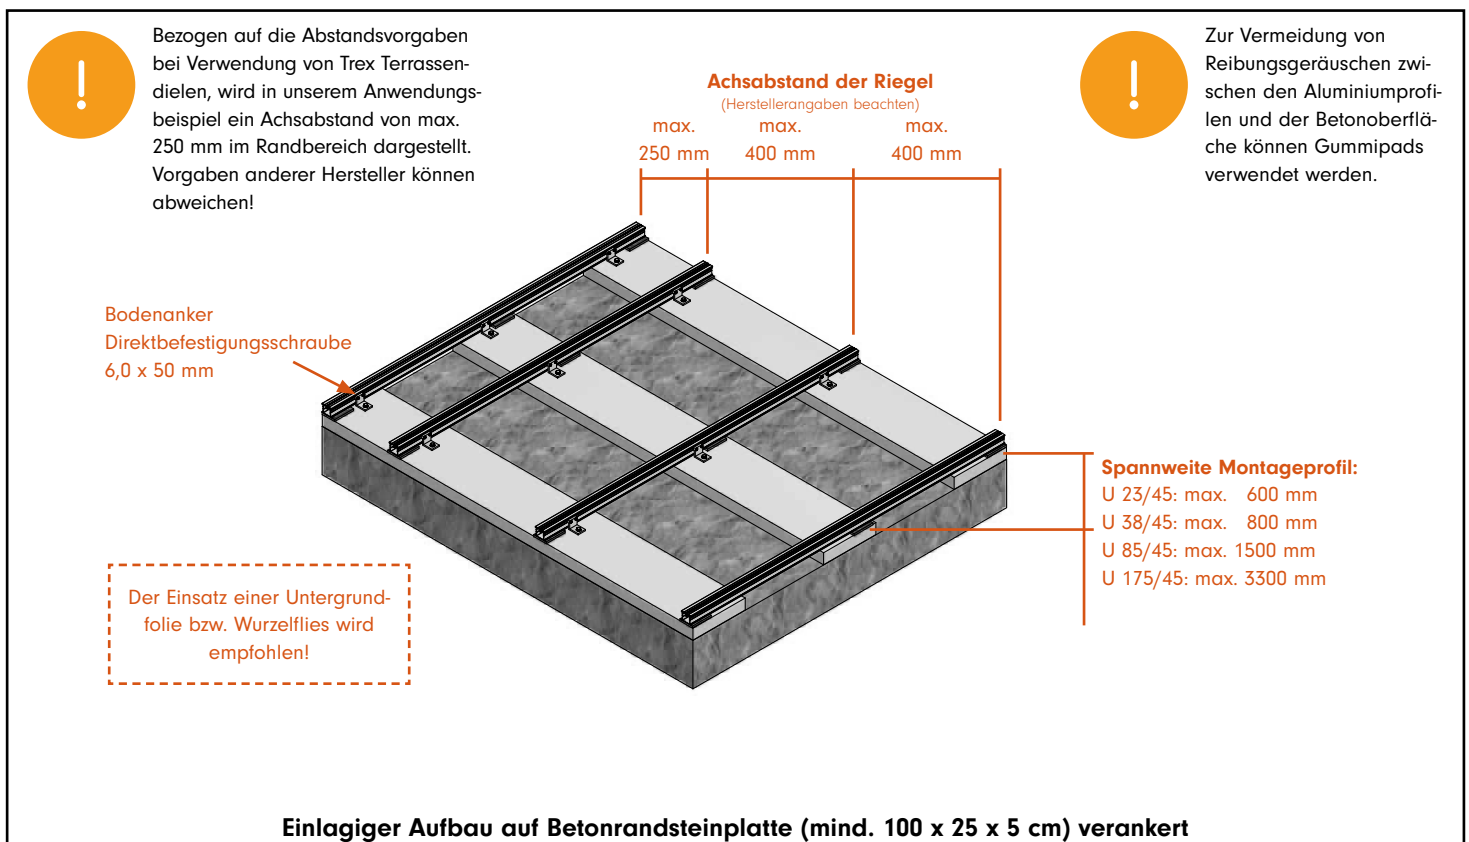 Bezogen auf die Abstandsvorgaben
bei Verwendung von Trex Terrassen-
dielen, wird in unserem Anwendungs-
beispiel ein Achsabstand von max.
250 mm im Randbereich dargestellt.
Vorgaben anderer Hersteller können
abweichen!
Achsabstand der Riegel
(Herstellerangaben beachten)
max. max. max.
250 mm 400 mm 400 mm
Zur Vermeidung von
Reibungsgeräuschen zwi-
schen den Aluminiumprofi-
len und der Betonoberflä-
che können Gummipads
verwendet werden.
Bodenanker
Direktbefestigungsschraube
6,0 x 50 mm
Spannweite Montageprofil:
U 23/45: max. 600 mm
U 38/45: max. 800 mm
U 85/45: max. 1500 mm
U 175/45: max. 3300 mm
Der Einsatz einer Untergrund-
folie bzw. Wurzelflies wird
empfohlen!
Einlagiger Aufbau auf Betonrandsteinplatte (mind. 100 x 25 x 5 cm) verankert